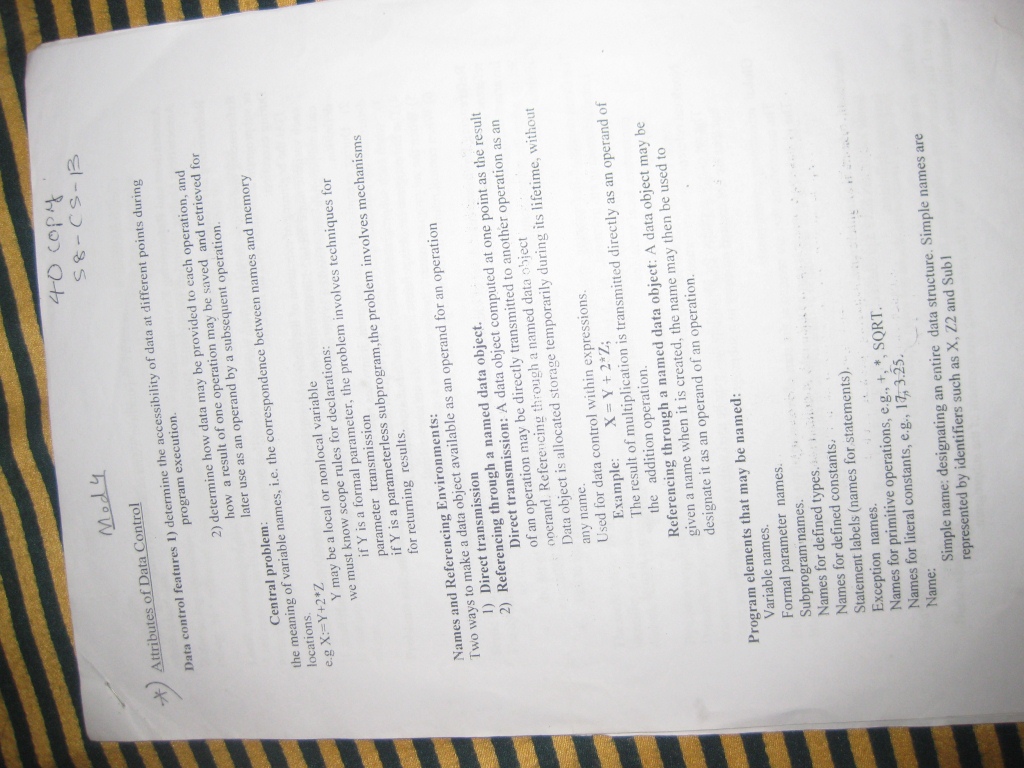 40 copy
S8-CS-B
Mod 4
*) Attributes of Data Control
Data control features 1) determine the accessibility of data at different points during
program execution.
2) determine how data may be provided to each operation, and
how a result of one operation may be saved and retrieved for
later use as an operand by a subsequent operation.
Central problem:
the meaning of variable names, i.e. the correspondence between names and memory
locations.
e.g X:=Y+2*Z
Y may be a local or nonlocal variable
we must know scope rules for declarations:
if Y is a formal parameter, the problem involves techniques for
parameter transmission
if Y is a parameterless subprogram,the problem involves mechanisms
for returning results.
Names and Referencing Environments:
Two ways to make a data object available as an operand for an operation
1) Direct transmission
2) Referencing through a named data object.
Direct transmission: A data object computed at one point as the result
of an operation may be directly transmitted to another operation as an
operand. Referencing through a named data object
Data object is allocated storage temporarily during its lifetime, without
any name.
Used for data control within expressions.
Example: X = Y + 2*Z;
The result of multiplication is transmitted directly as an operand of
the addition operation.
Referencing through a named data object: A data object may be
given a name when it is created, the name may then be used to
designate it as an operand of an operation.
Program elements that may be named:
Variable names.
Formal parameter names.
Subprogram names.
Names for defined types.
Names for defined constants.
Statement labels (names for statements).
Exception names.
Names for primitive operations, e.g., +, *, SQRT.
Names for literal constants, e.g., 17, 3.25.
Name:
Simple name: designating an entire data structure. Simple names are
represented by identifiers such as X, Z2 and Sub1